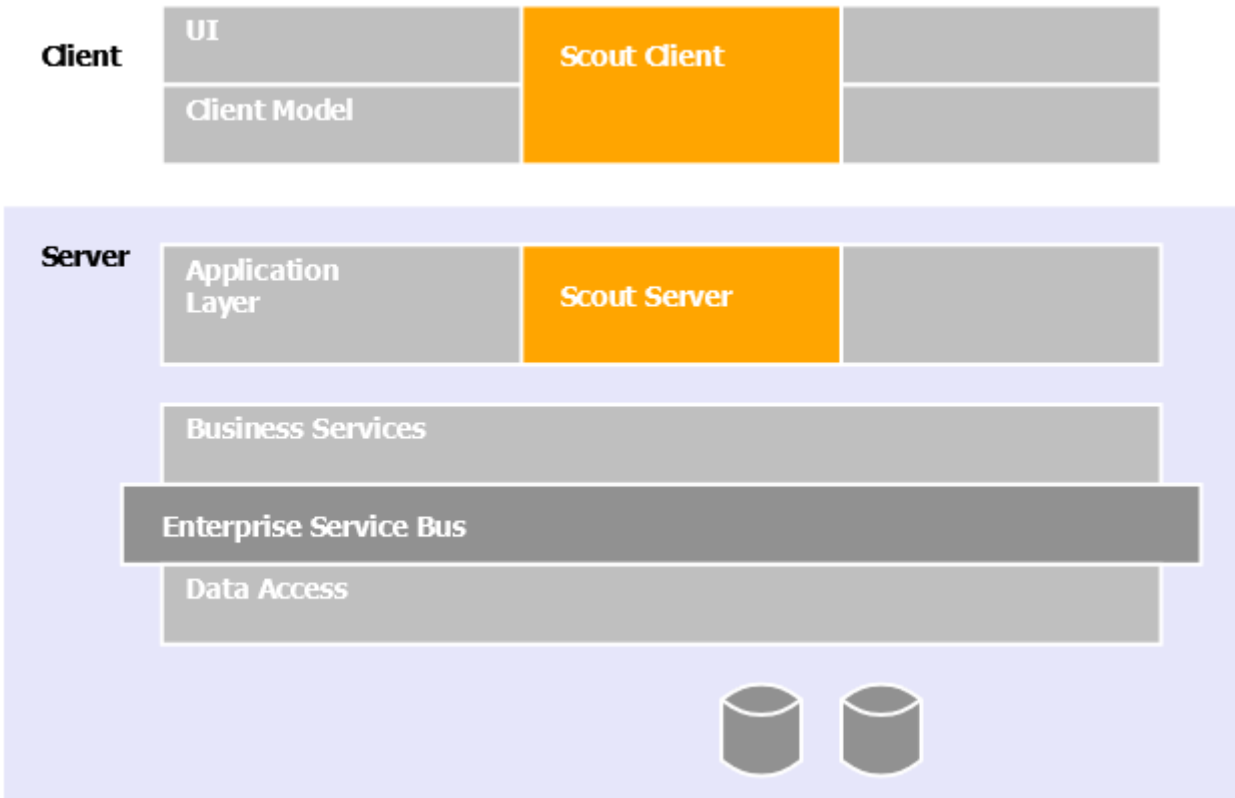 Client
UI
Scout Client
Client Model
Server
Application
Layer
Scout Server
Business Services
Enterprise Service Bus
Data Access